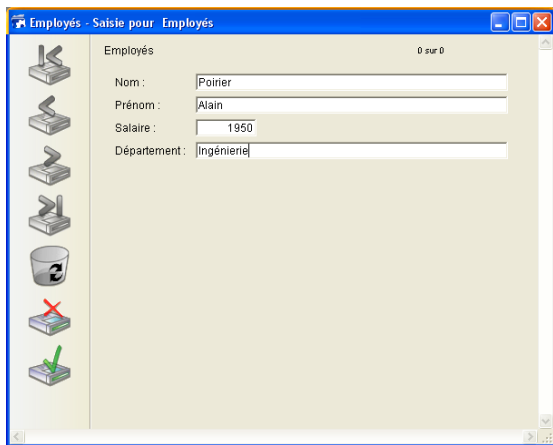 Employés - Saisie pour Employés
Employés 0 sur 0
Nom : Poirier
Prénom : Alain
Salaire : 1950
Département : Ingénierie